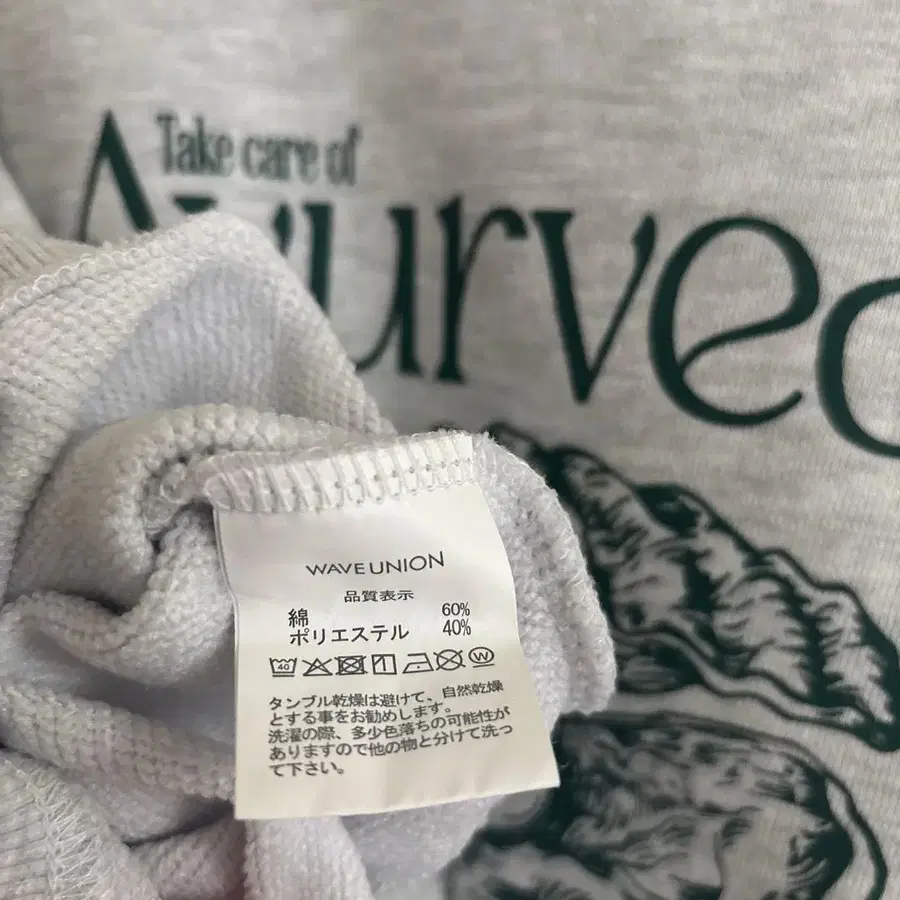 Take care of
Ayurved
WAVE UNION
品質表示
綿 60%
ポリエステル 40%
40
W
タンブル乾燥は避けて、自然乾燥
とする事をお勧めします。
洗濯の際、多少色落ちの可能性が
ありますので他の物と分けて洗っ
て下さい。